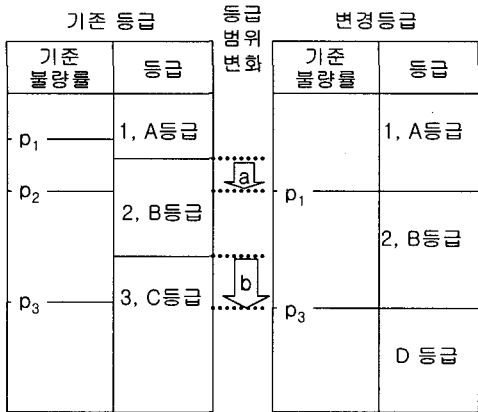 기존 등급
등급
범위
변화
변경등급
기준
불량률
등급
기준
불량률
등급
p1
1, A등급
1, A등급
a
p2
p1
2, B등급
2, B등급
b
p3
3, C등급
p3
D 등급